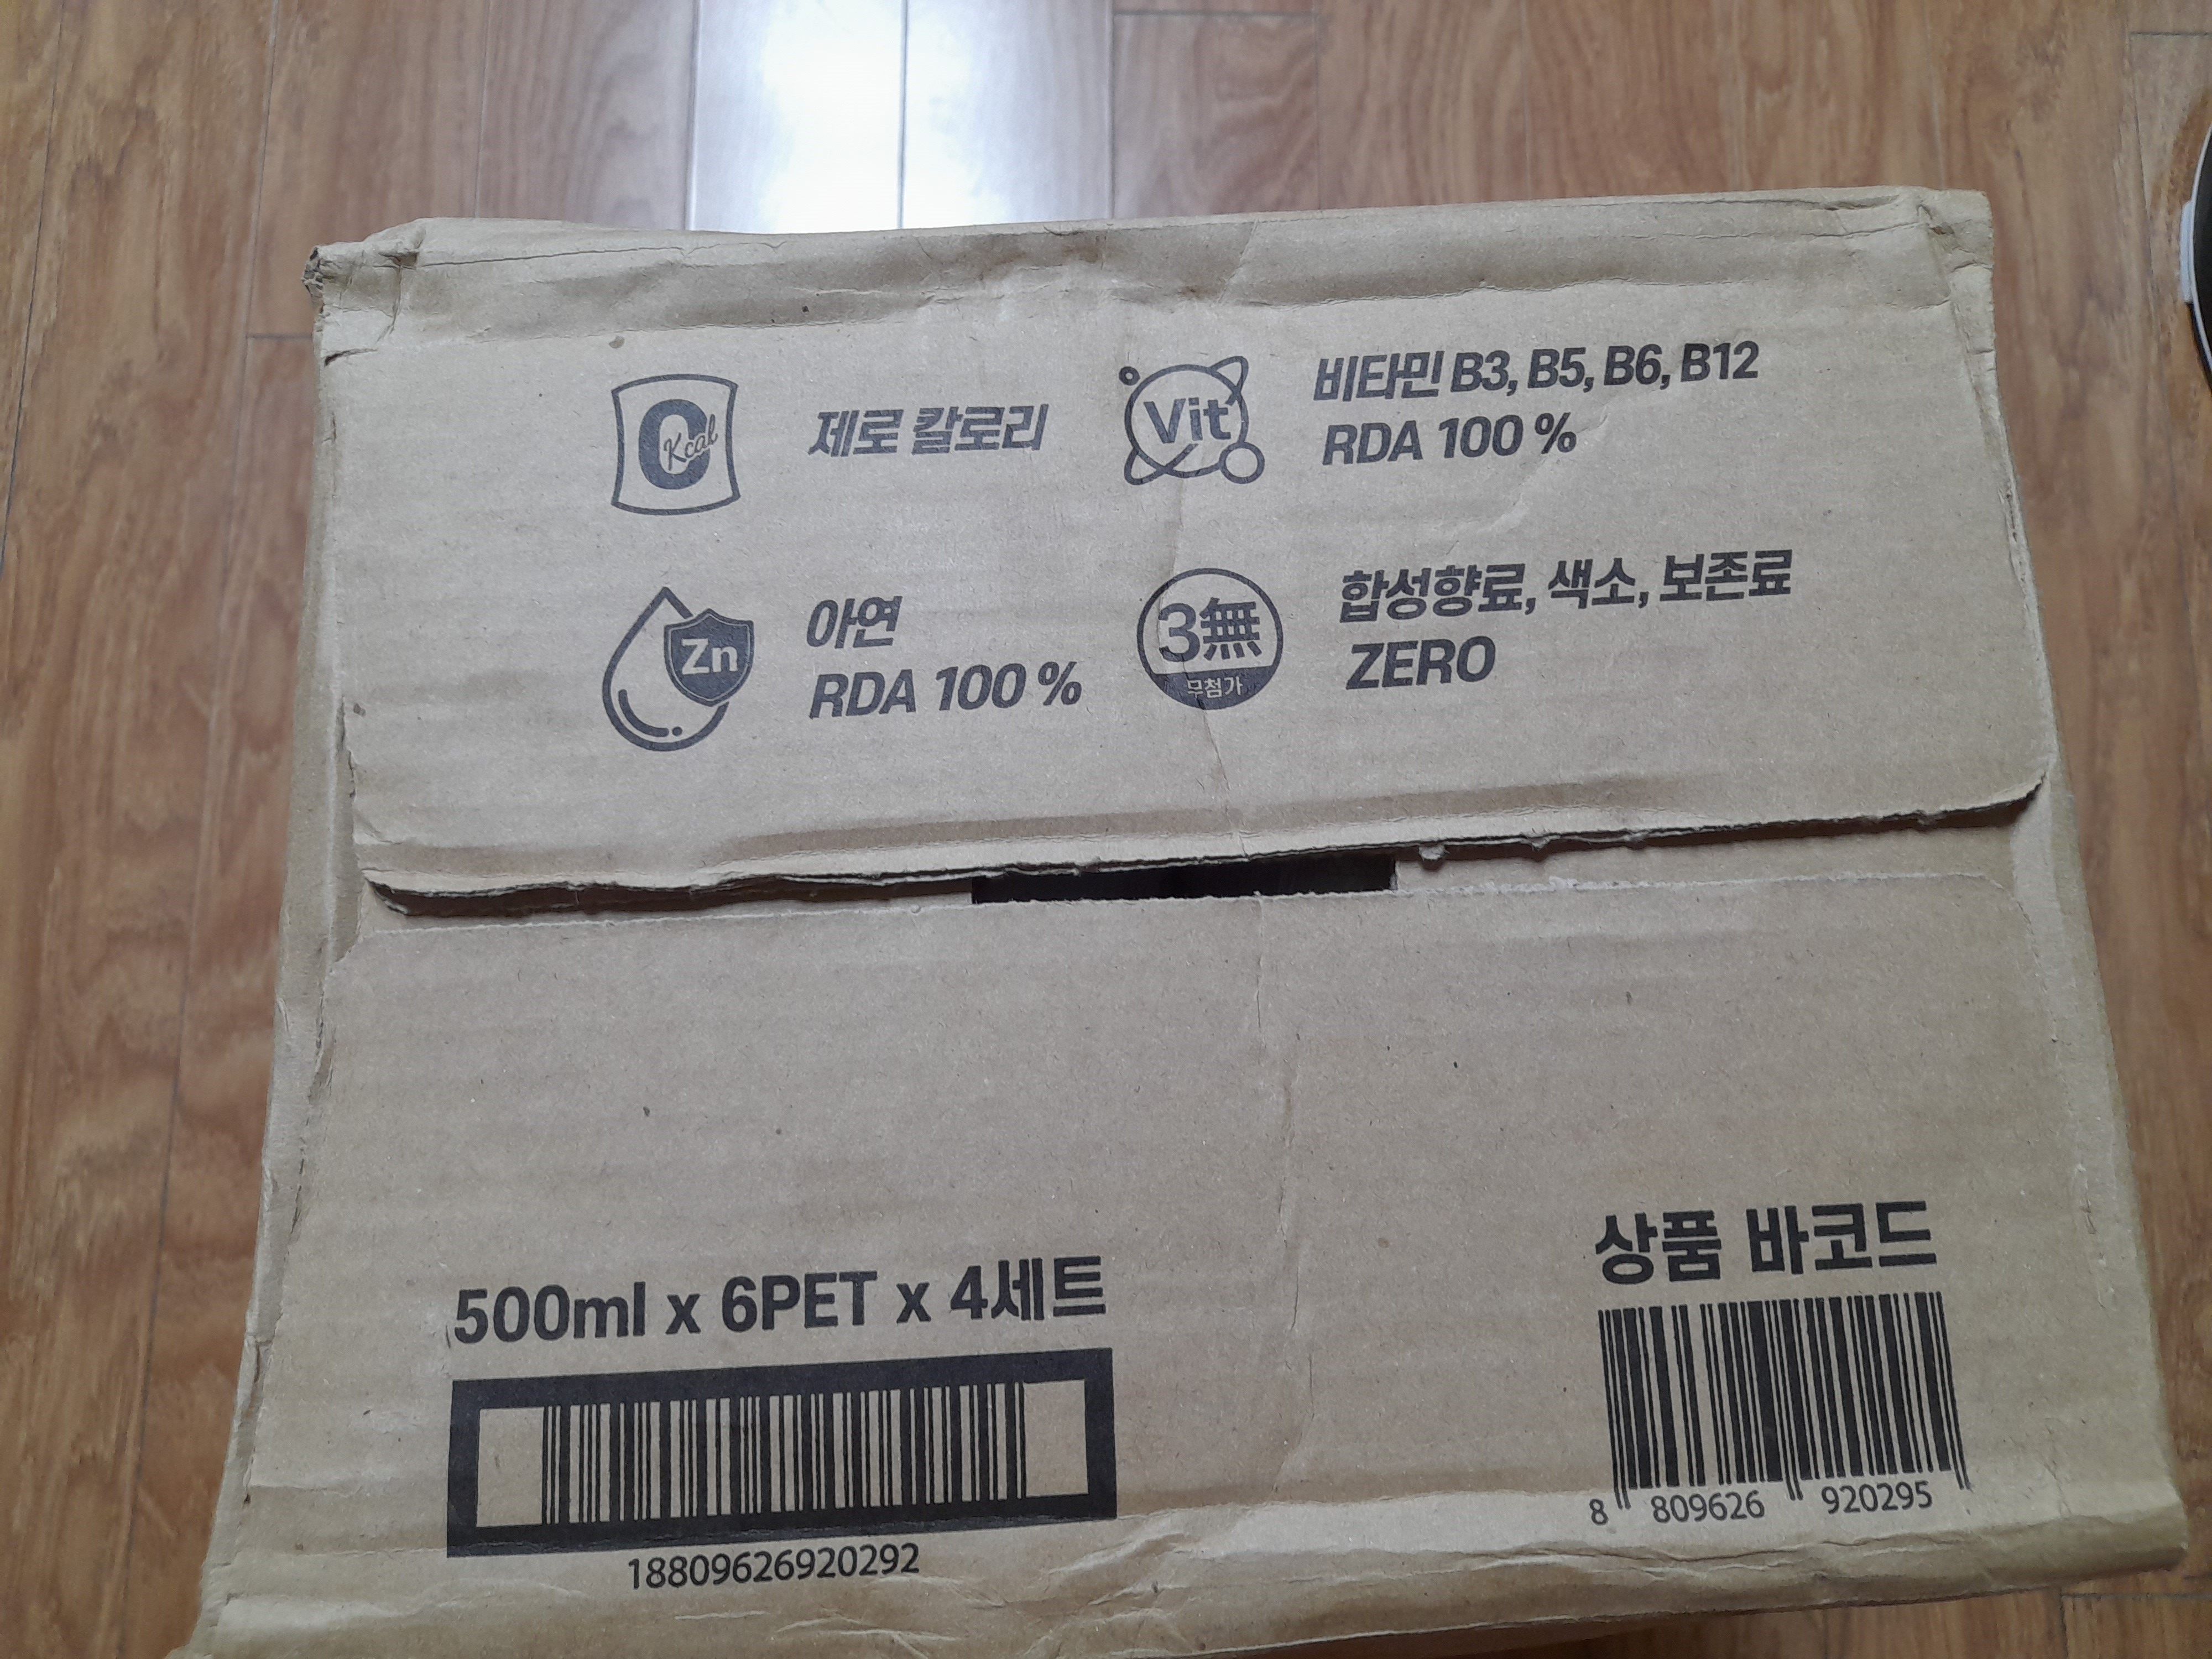 0
Kcal
제로 칼로리
Vit
비타민 B3, B5, B6, B12
RDA 100 %
Zn
아연
RDA 100 %
3無
무첨가
합성향료, 색소, 보존료
ZERO
500ml x 6PET x 4세트
18809626920292
상품 바코드
8 809626 920295